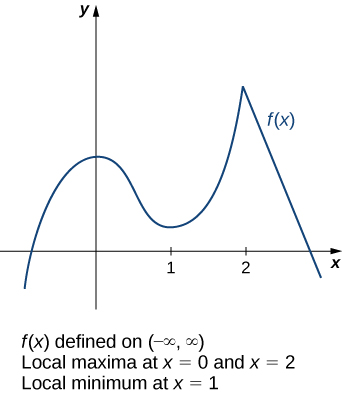 y
f(x)
x
1
2
f(x) defined on (−∞, ∞)
Local maxima at x = 0 and x = 2
Local minimum at x = 1